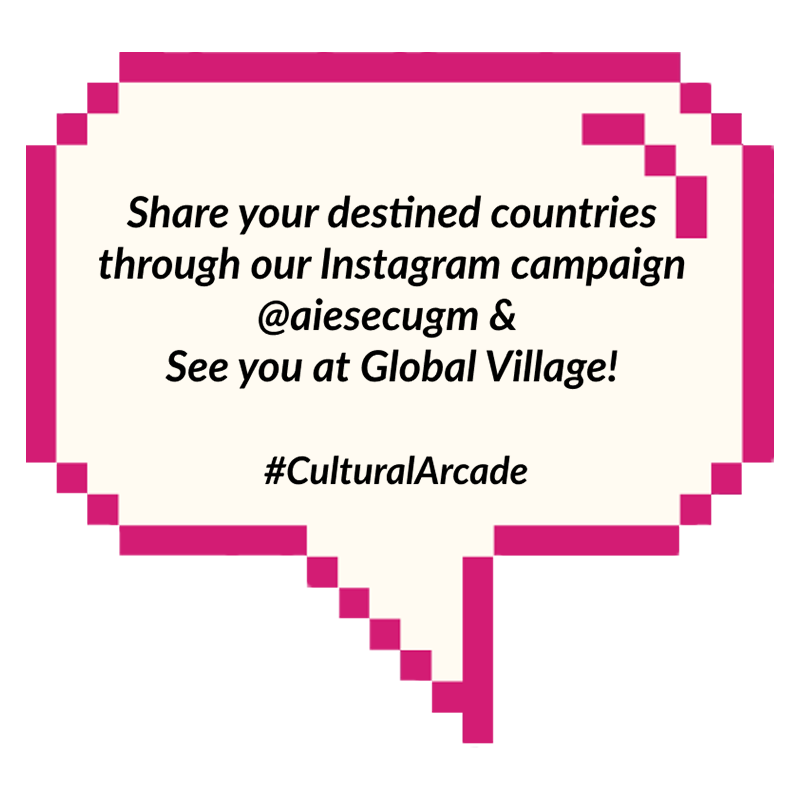 Share your destined countries
through our Instagram campaign
@aiesecugm &
See you at Global Village!
#CulturalArcade